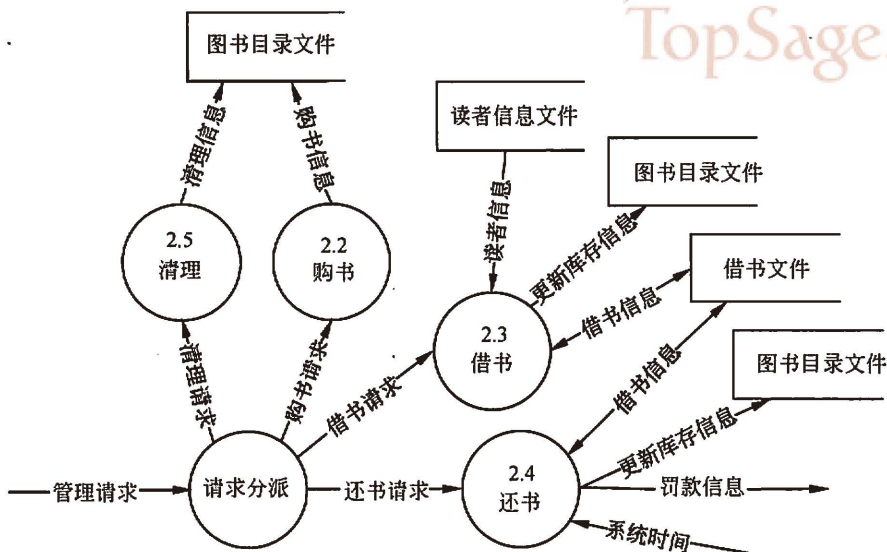 TopSage
图书目录文件
读者信息文件
图书目录文件
清理信息
购书信息
读者信息
更新库存信息
借书文件
2.5
清理
2.2
购书
2.3
借书
借书信息
图书目录文件
清理请求
购书请求
借书请求
借书信息
更新库存信息
管理请求
请求分派
还书请求
2.4
还书
罚款信息
系统时间